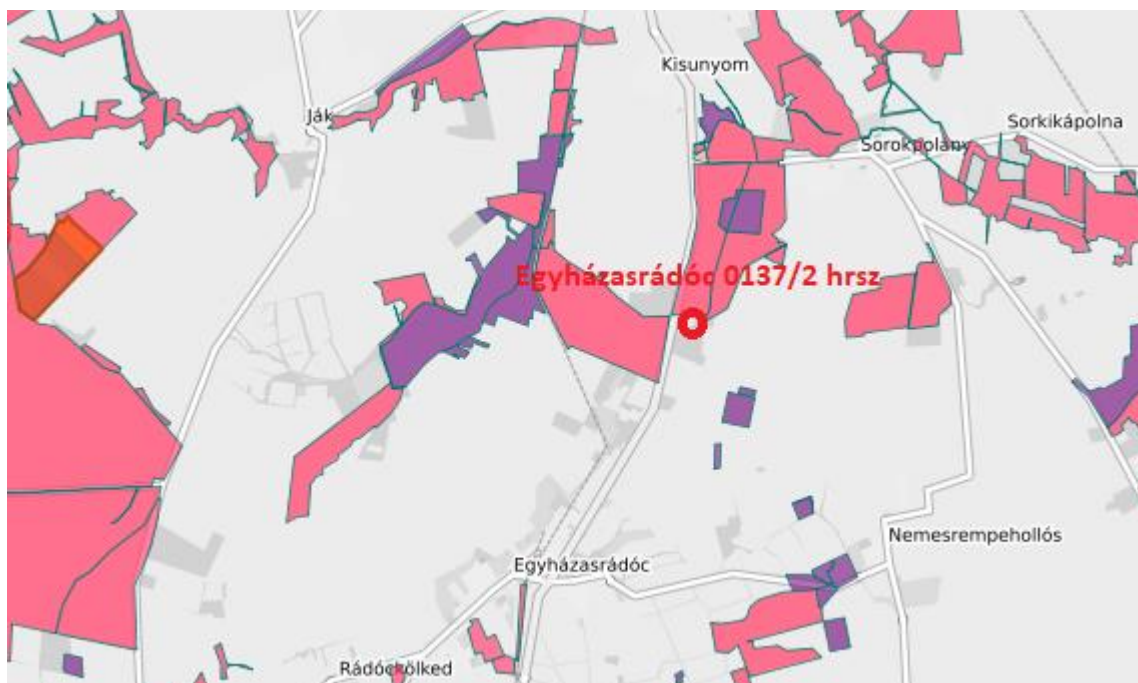 Kisunyom
Ják
Sorkikápolna
Sorokpolány
Egyházasrádóc 0137/2 hrsz
Nemesrempehollós
Egyházasrádóc
Rádóckölked